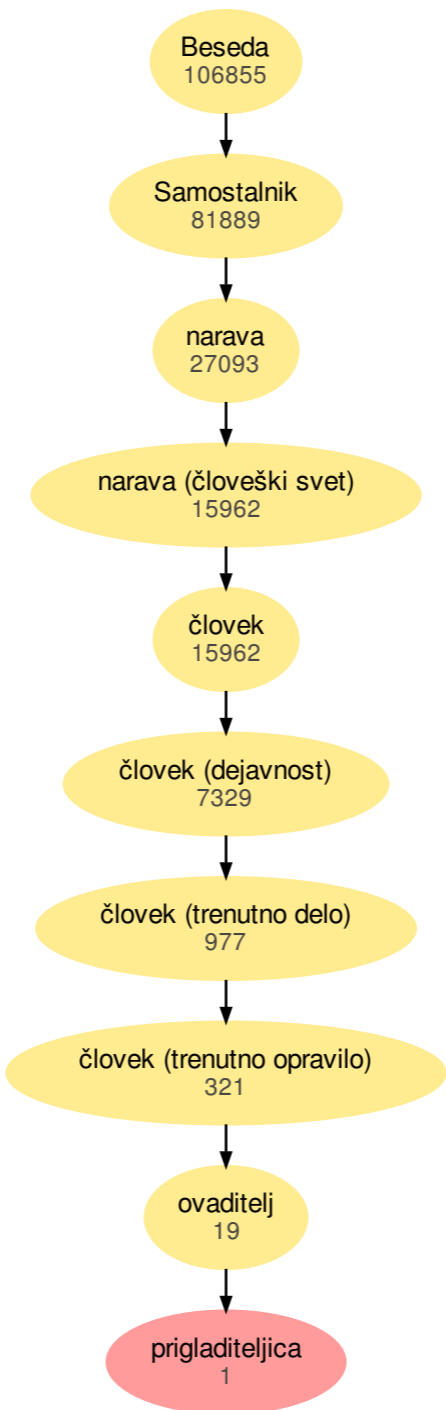 Beseda
106855
Samostalnik
81889
narava
27093
narava (človeški svet)
15962
človek
15962
človek (dejavnost)
7329
človek (trenutno delo)
977
človek (trenutno opravilo)
321
ovaditelj
19
prigladiteljica
1